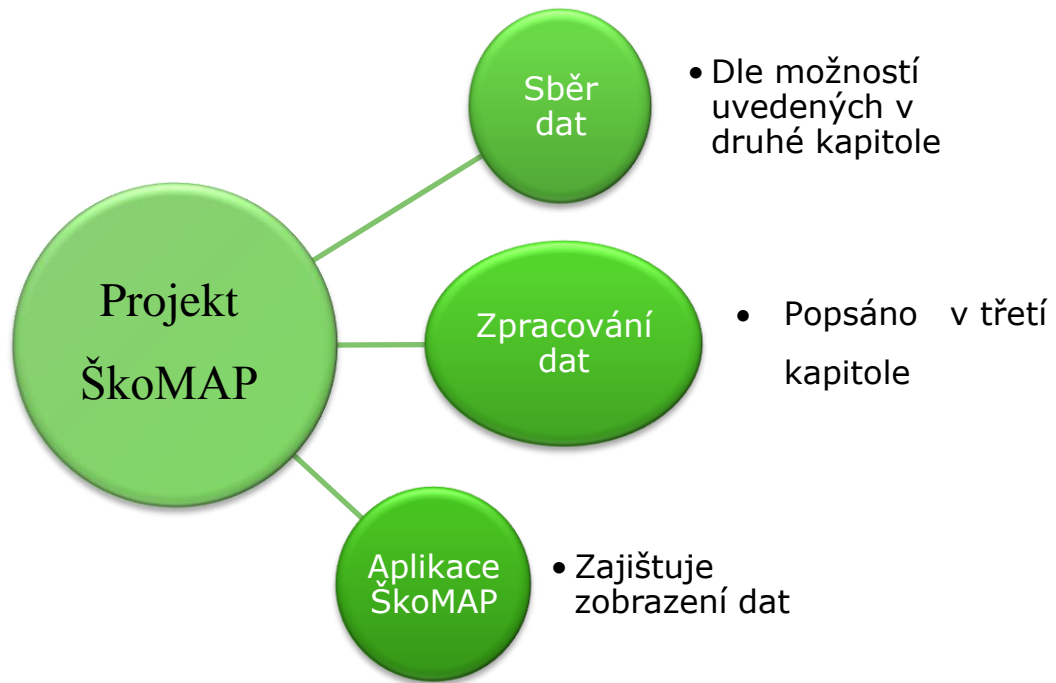 Projekt
ŠkoMAP
Sběr
dat
• Dle možností
uvedených v
druhé kapitole
Zpracování
dat
• Popsáno v třetí
kapitole
Aplikace
ŠkoMAP
• Zajištuje
zobrazení dat